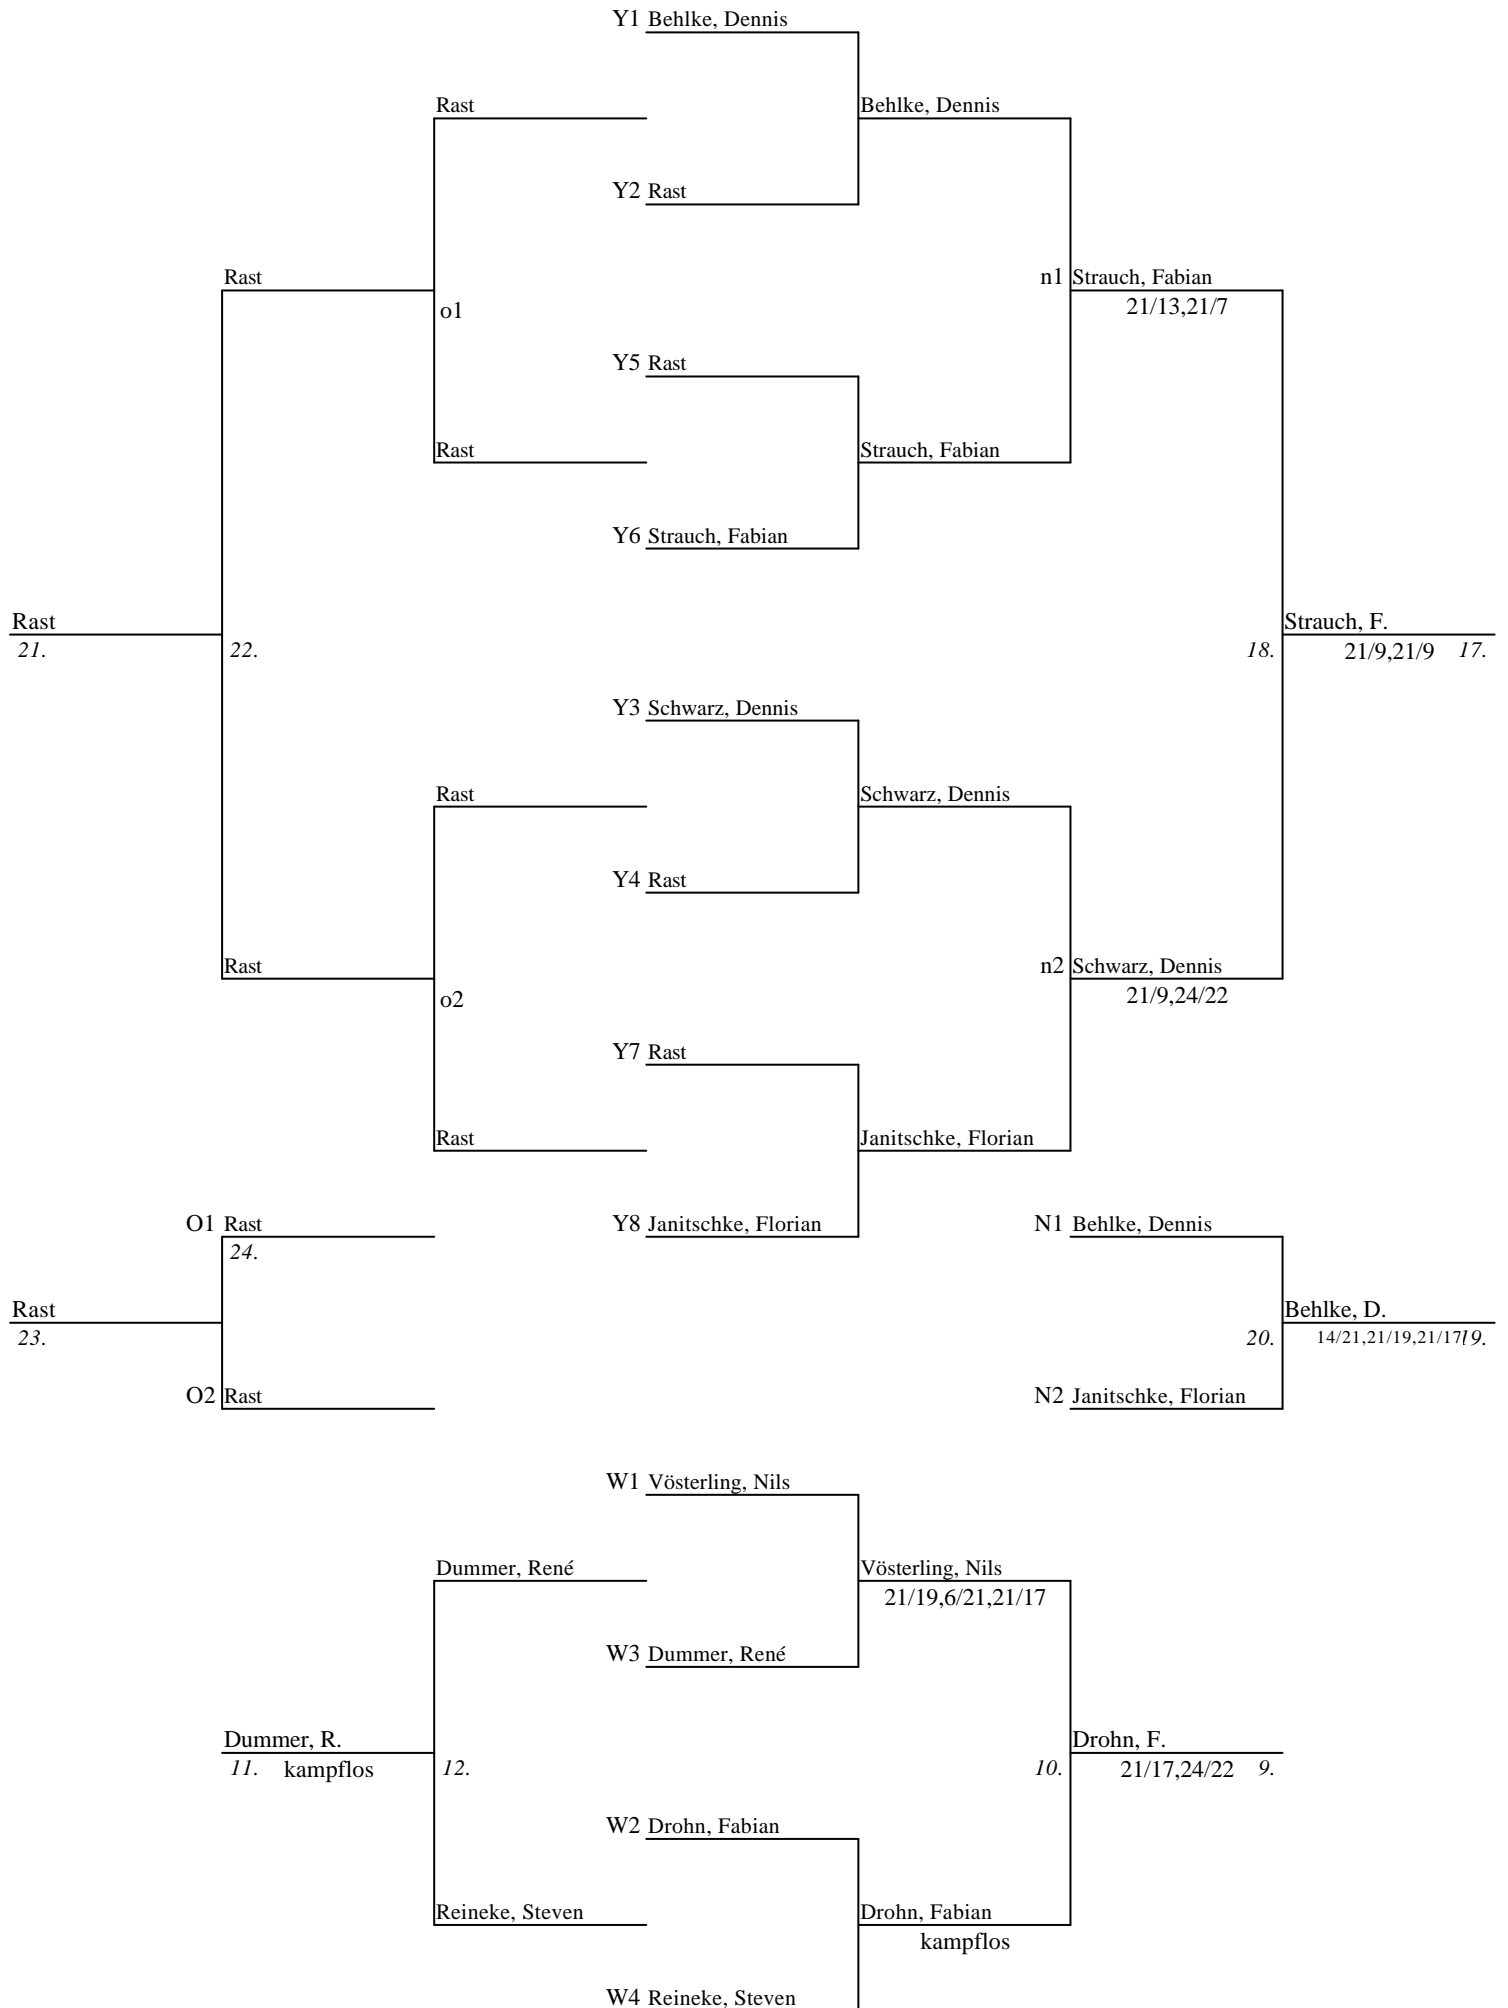 Y1 Behlke, Dennis
Rast
Behlke, Dennis
Y2 Rast
Rast
o1
n1 Strauch, Fabian
21/13,21/7
Y5 Rast
Rast
Strauch, Fabian
Y6 Strauch, Fabian
Rast
21.
22.
18.
Strauch, F.
21/9,21/9 17.
Y3 Schwarz, Dennis
Rast
Schwarz, Dennis
Y4 Rast
Rast
o2
n2 Schwarz, Dennis
21/9,24/22
Y7 Rast
Rast
Janitschke, Florian
O1 Rast
24.
Y8 Janitschke, Florian
N1 Behlke, Dennis
Rast
23.
20.
Behlke, D.
14/21,21/19,21/17 19.
O2 Rast
N2 Janitschke, Florian
W1 Vösterling, Nils
Dummer, René
Vösterling, Nils
21/19,6/21,21/17
W3 Dummer, René
Dummer, R.
11. kampflos
12.
10.
Drohn, F.
21/17,24/22 9.
W2 Drohn, Fabian
Reineke, Steven
Drohn, Fabian
kampflos
W4 Reineke, Steven